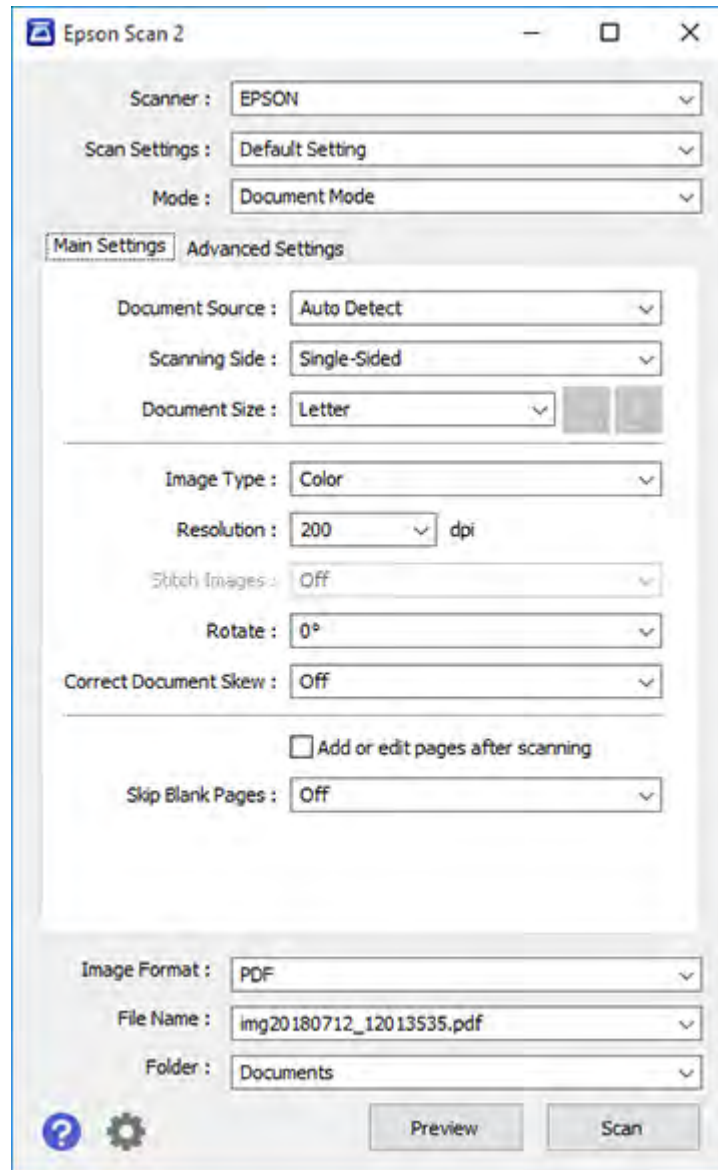 Epson Scan 2
Scanner : EPSON
Scan Settings : Default Setting
Mode : Document Mode
Main Settings Advanced Settings
Document Source : Auto Detect
Scanning Side : Single-Sided
Document Size : Letter
Image Type : Color
Resolution : 200 dpi
Stitch Images : Off
Rotate : 0°
Correct Document Skew : Off
Add or edit pages after scanning
Skip Blank Pages : Off
Image Format : PDF
File Name : img20180712_12013535.pdf
Folder : Documents
? Preview Scan